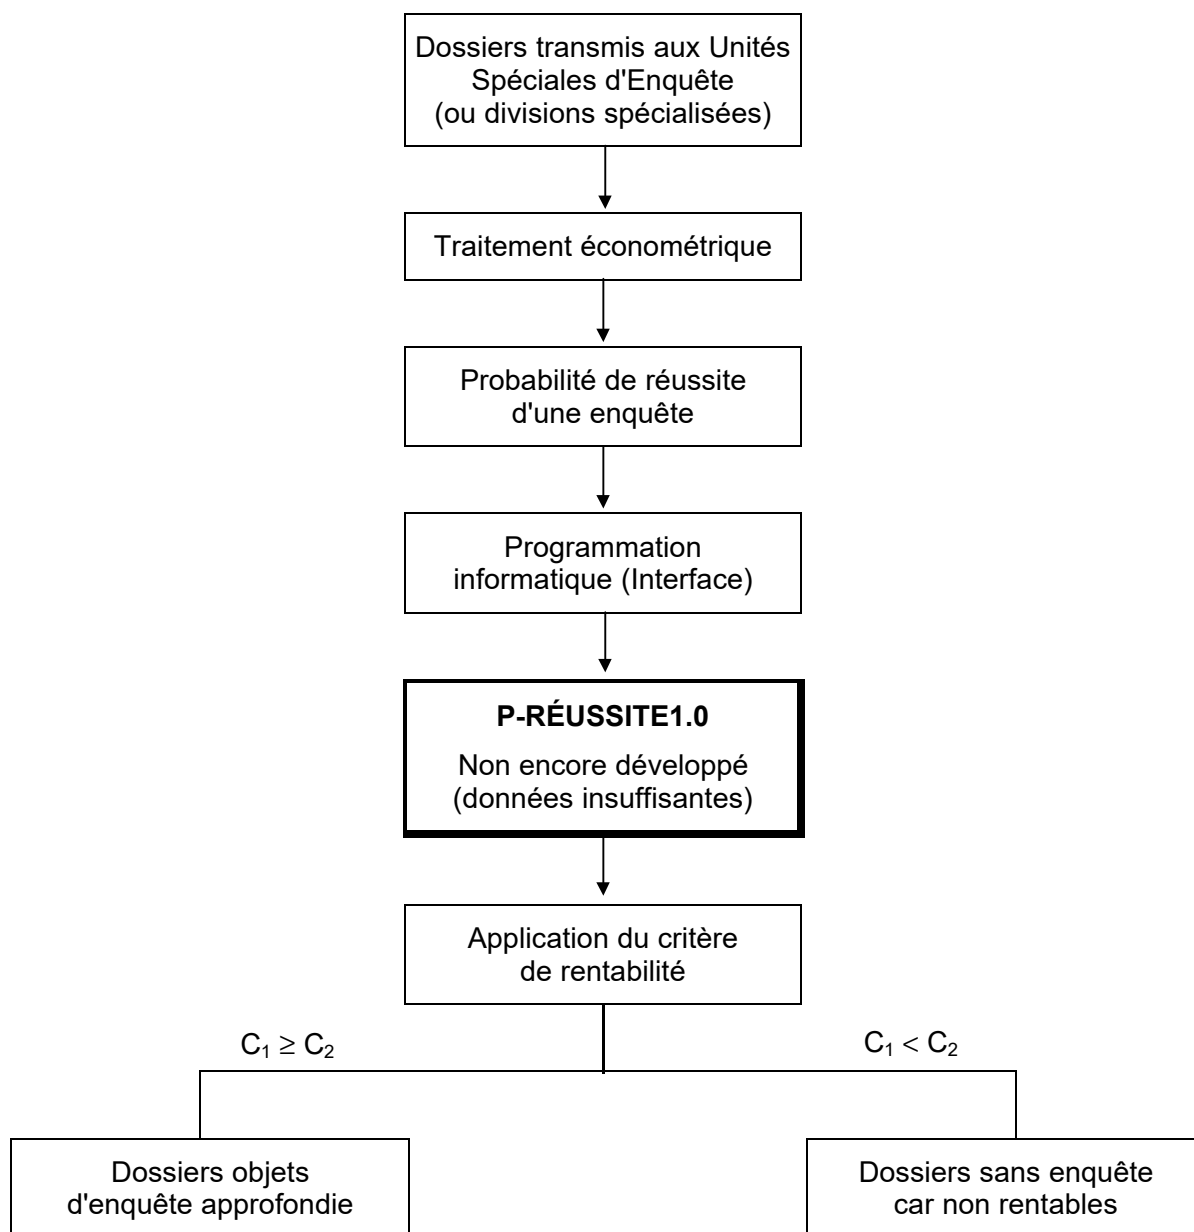 Dossiers transmis aux Unités
Spéciales d'Enquête
(ou divisions spécialisées)
Traitement économétrique
Probabilité de réussite
d'une enquête
Programmation
informatique (Interface)
P-RÉUSSITE1.0
Non encore développé
(données insuffisantes)
Application du critère
de rentabilité
C₁ ≥ C₂
C₁ < C₂
Dossiers objets
d'enquête approfondie
Dossiers sans enquête
car non rentables